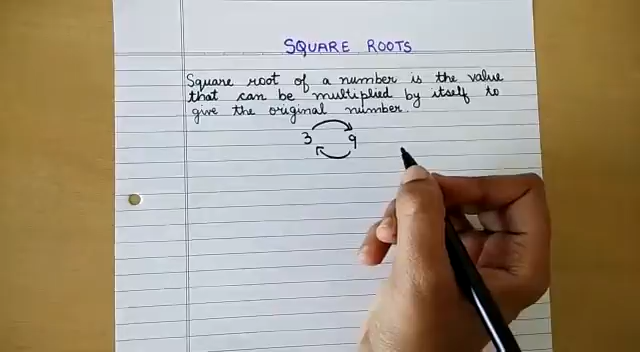 SQUARE ROOTS
Square root of a number is the value
that can be multiplied by itself to
give the original number.
3 9